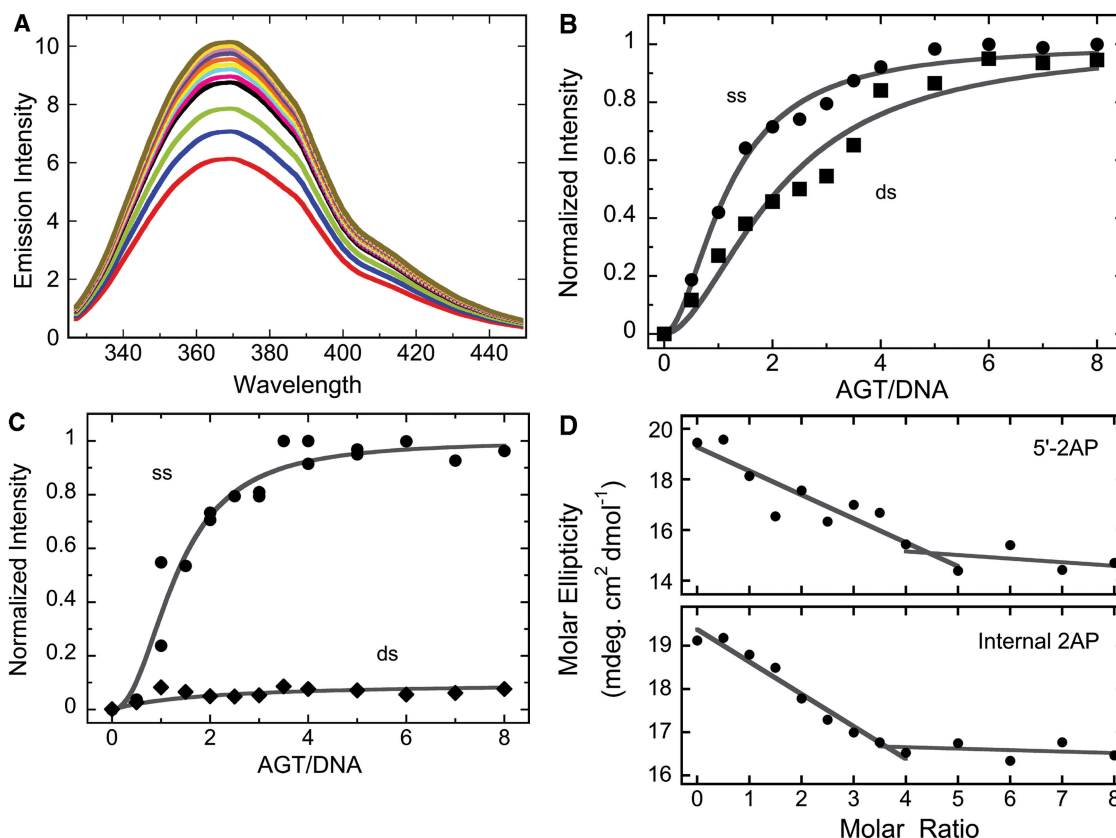 A
Emission Intensity
10
8
6
4
2
0
340 360 380 400 420 440
Wavelength
B
Normalized Intensity
1
0.8
0.6
0.4
0.2
0
ss
ds
0 2 4 6 8
AGT/DNA
C
Normalized Intensity
1
0.8
0.6
0.4
0.2
0
ss
ds
0 2 4 6 8
AGT/DNA
D
Molar Ellipticity
(mdeg. cm2 dmol-1)
20
18
16
14
5'-2AP
19
18
17
16
Internal 2AP
0 1 2 3 4 5 6 7 8
Molar Ratio